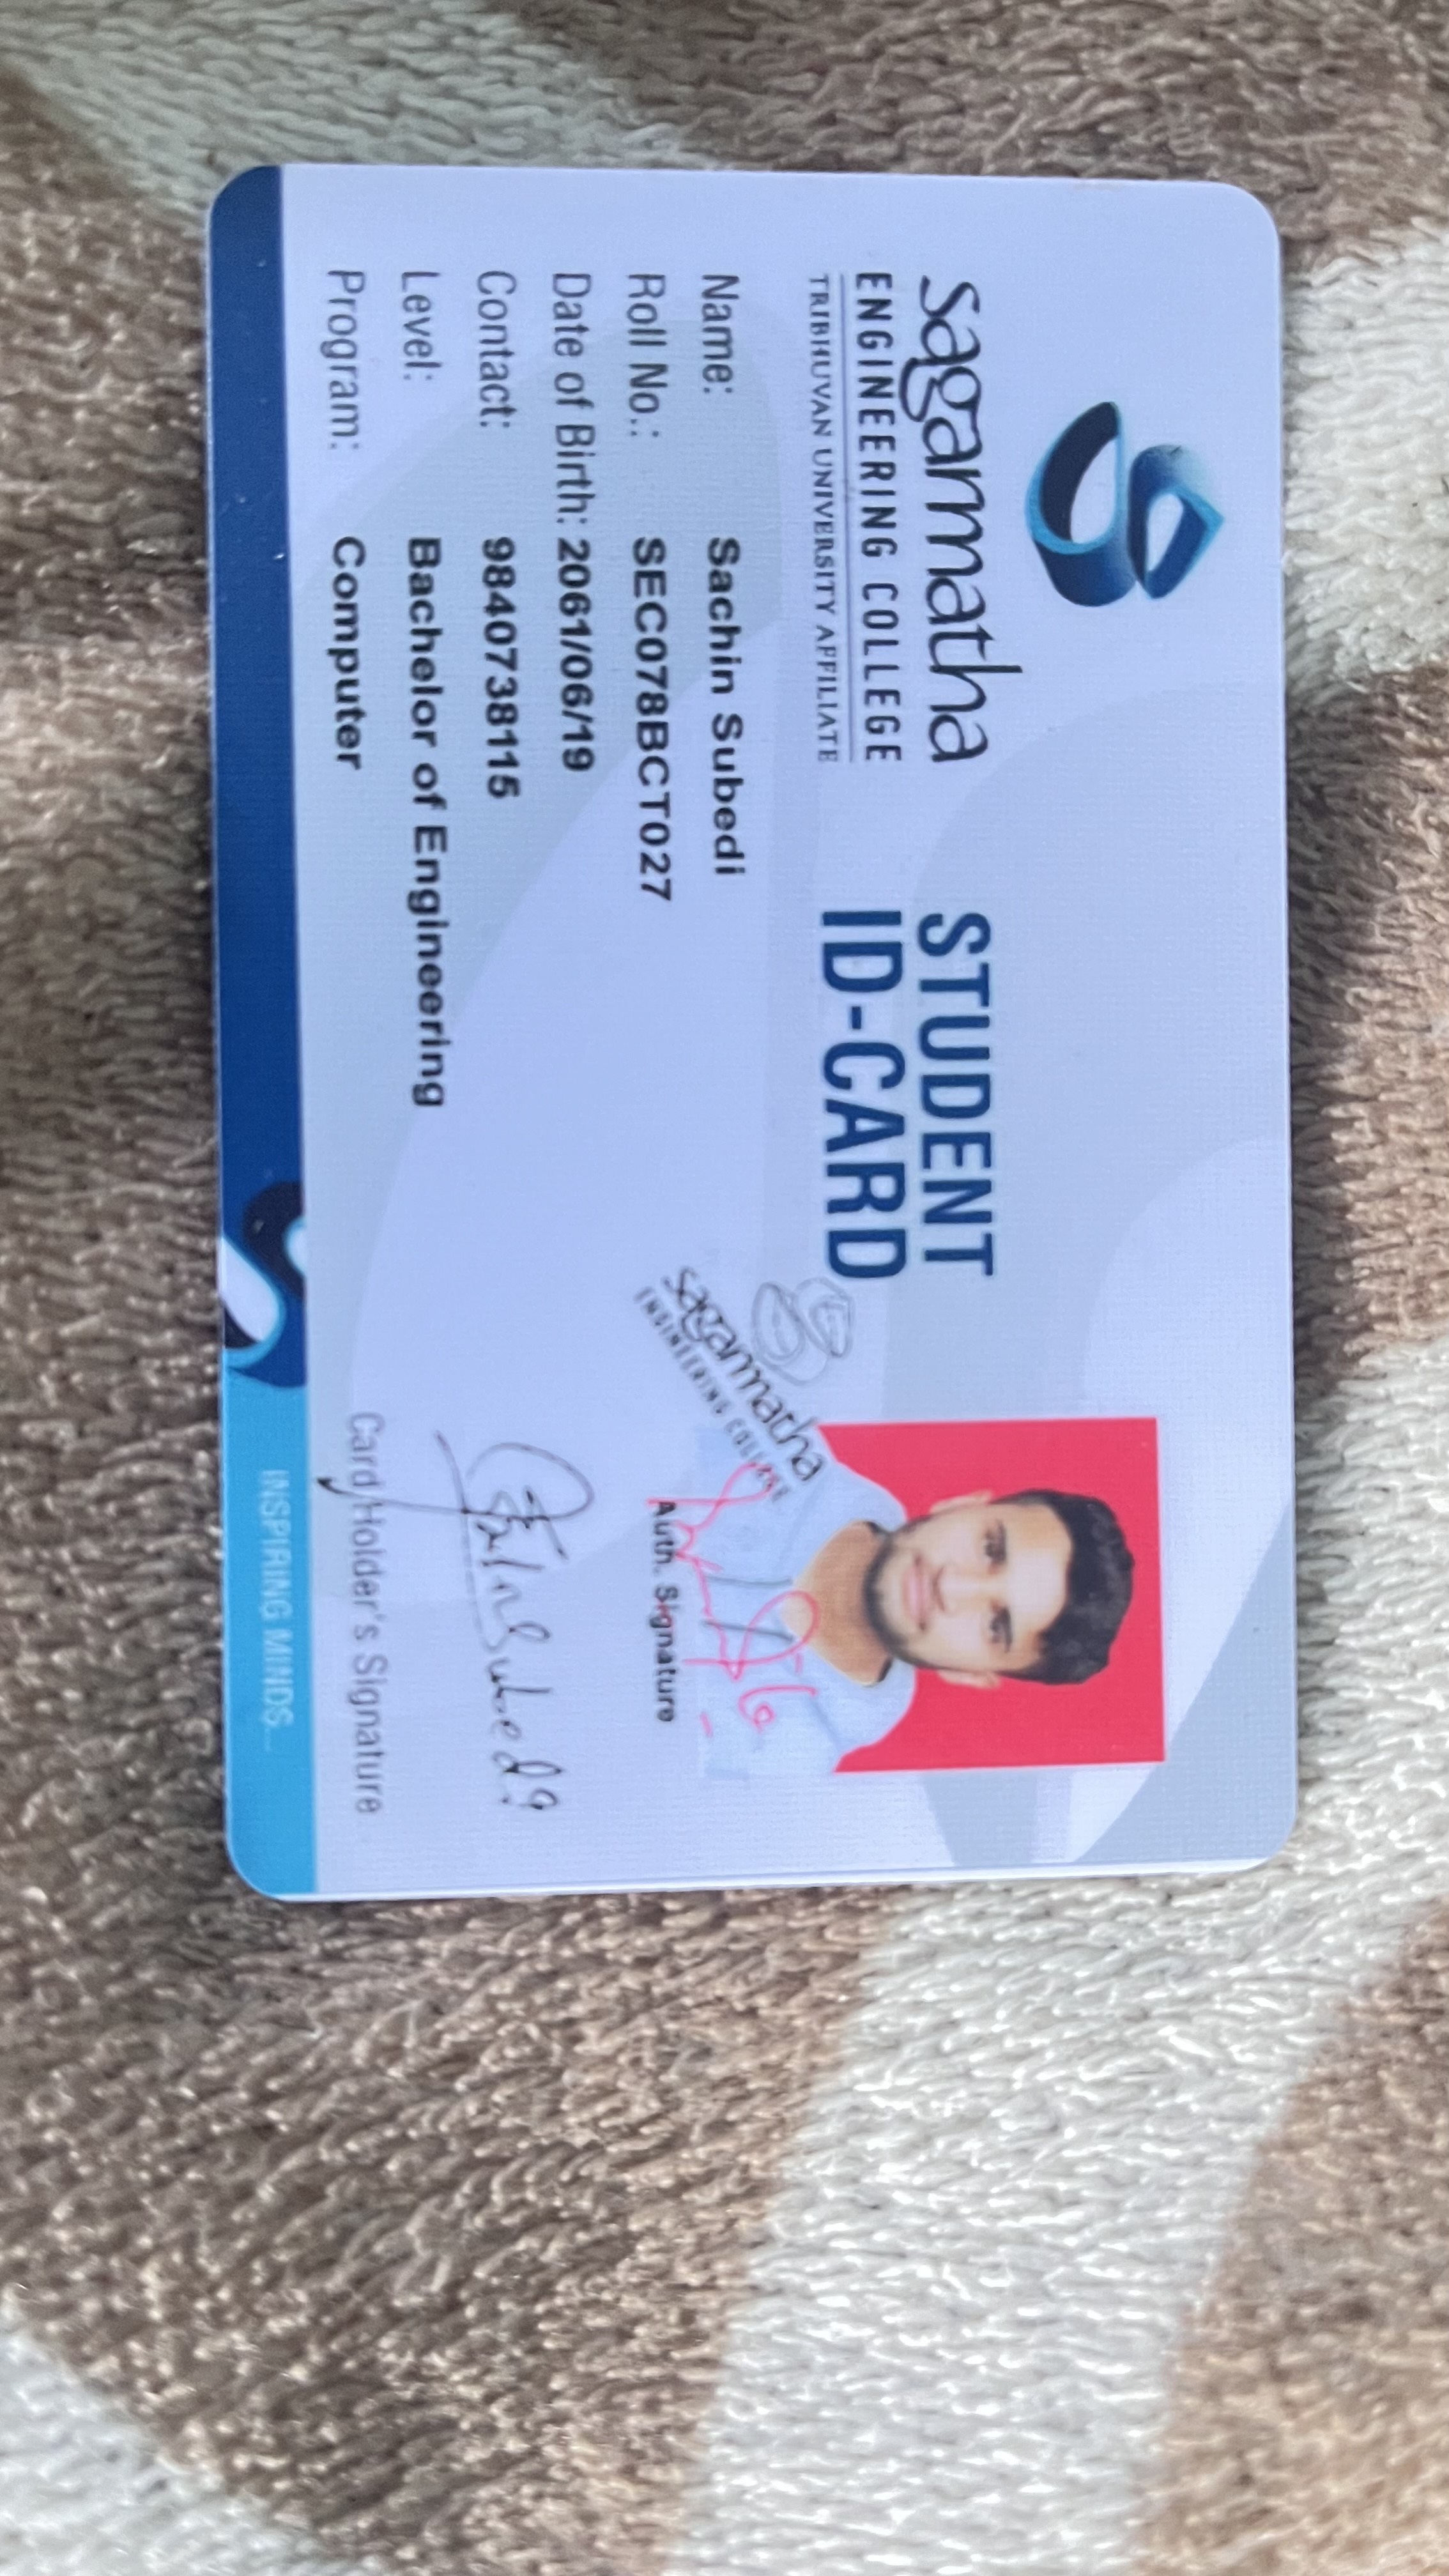 sagarmatha
ENGINEERING COLLEGE
TRIBHUVAN UNIVERSITY AFFILIATE
STUDENT
ID-CARD
Name: Sachin Subedi
Roll No.: SEC078BCT027
Date of Birth: 2061/06/19
Contact: 9840738115
Level: Bachelor of Engineering
Program: Computer
sagarmatha
ENGINEERING COLLEGE
Auth. Signature
Subedi
Card Holder's Signature
INSPIRING MINDS...